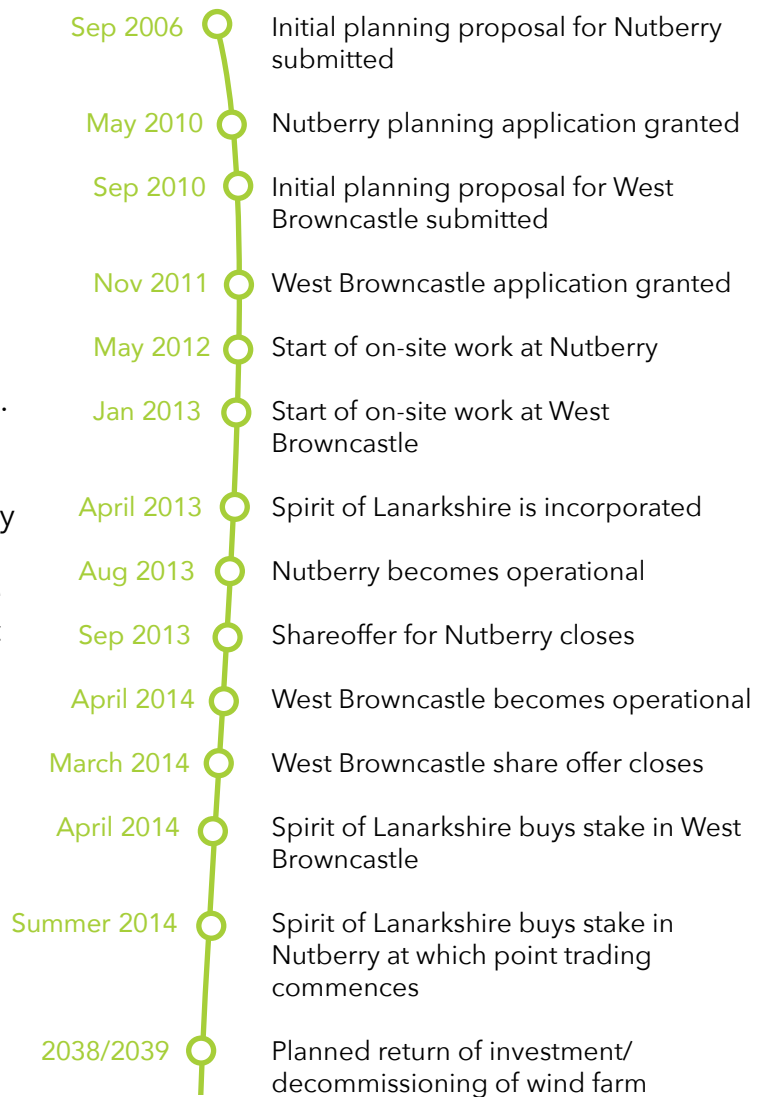 Sep 2006
Initial planning proposal for Nutberry
submitted
May 2010
Nutberry planning application granted
Sep 2010
Initial planning proposal for West
Browncastle submitted
Nov 2011
West Browncastle application granted
May 2012
Start of on-site work at Nutberry
.
Jan 2013
Start of on-site work at West
Browncastle
y
April 2013
Spirit of Lanarkshire is incorporated
Aug 2013
Nutberry becomes operational
Sep 2013
Shareoffer for Nutberry closes
April 2014
West Browncastle becomes operational
March 2014
West Browncastle share offer closes
April 2014
Spirit of Lanarkshire buys stake in West
Browncastle
Summer 2014
Spirit of Lanarkshire buys stake in
Nutberry at which point trading
commences
2038/2039
Planned return of investment/
decommissioning of wind farm